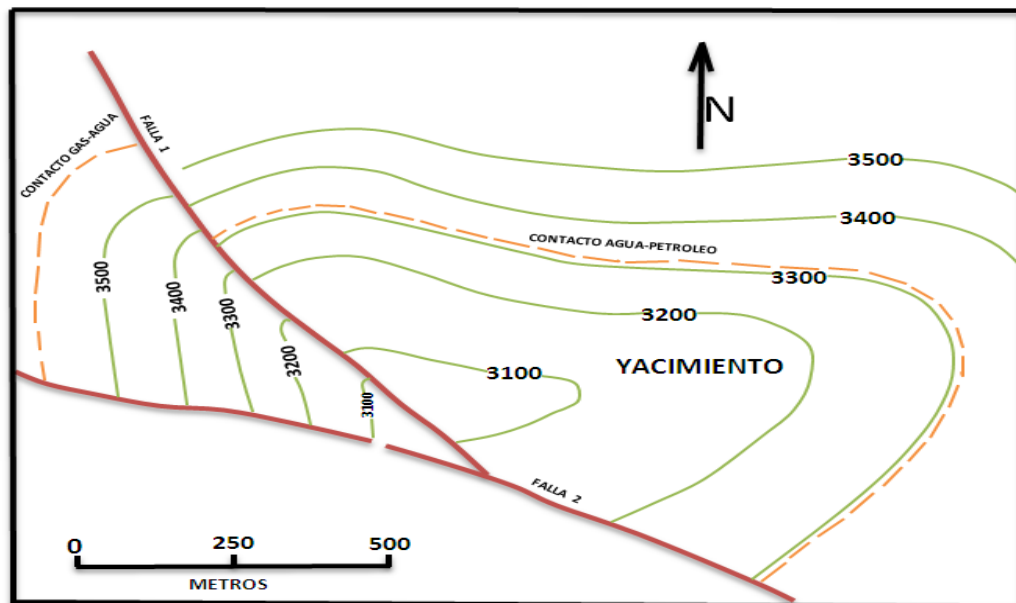 N
CONTACTO GAS-AGUA
FALLA 1
3500
3400
CONTACTO AGUA-PETROLEO
3300
3200
3100
YACIMIENTO
3500
3400
3300
3200
3100
FALLA 2
0 250 500
METROS